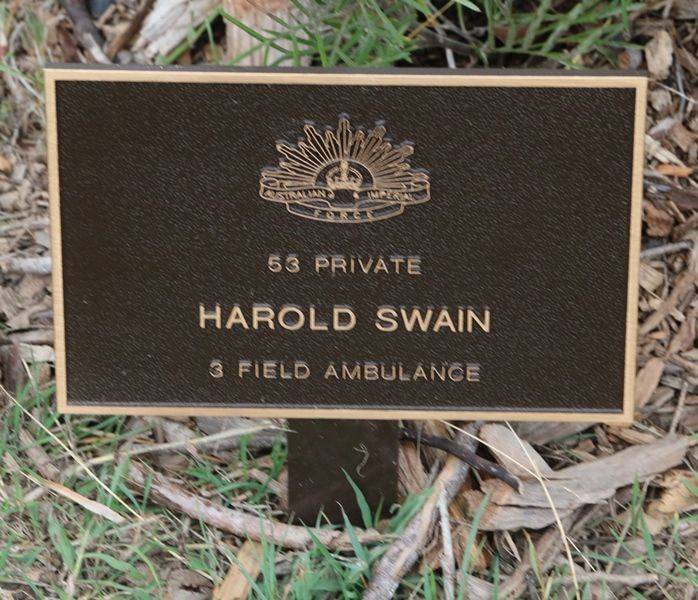 AUSTRALIAN IMPERIAL
FORCE
53 PRIVATE
HAROLD SWAIN
3 FIELD AMBULANCE